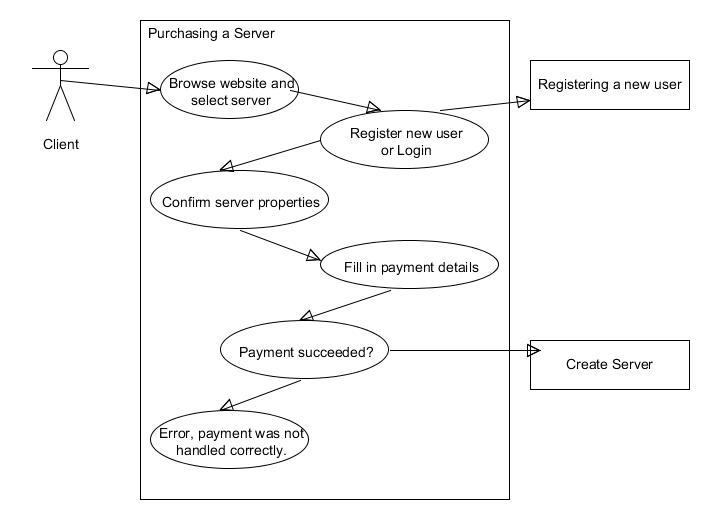 Purchasing a Server
Browse website and
select server
Registering a new user
Register new user
or Login
Client
Confirm server properties
Fill in payment details
Payment succeeded?
Create Server
Error, payment was not
handled correctly.